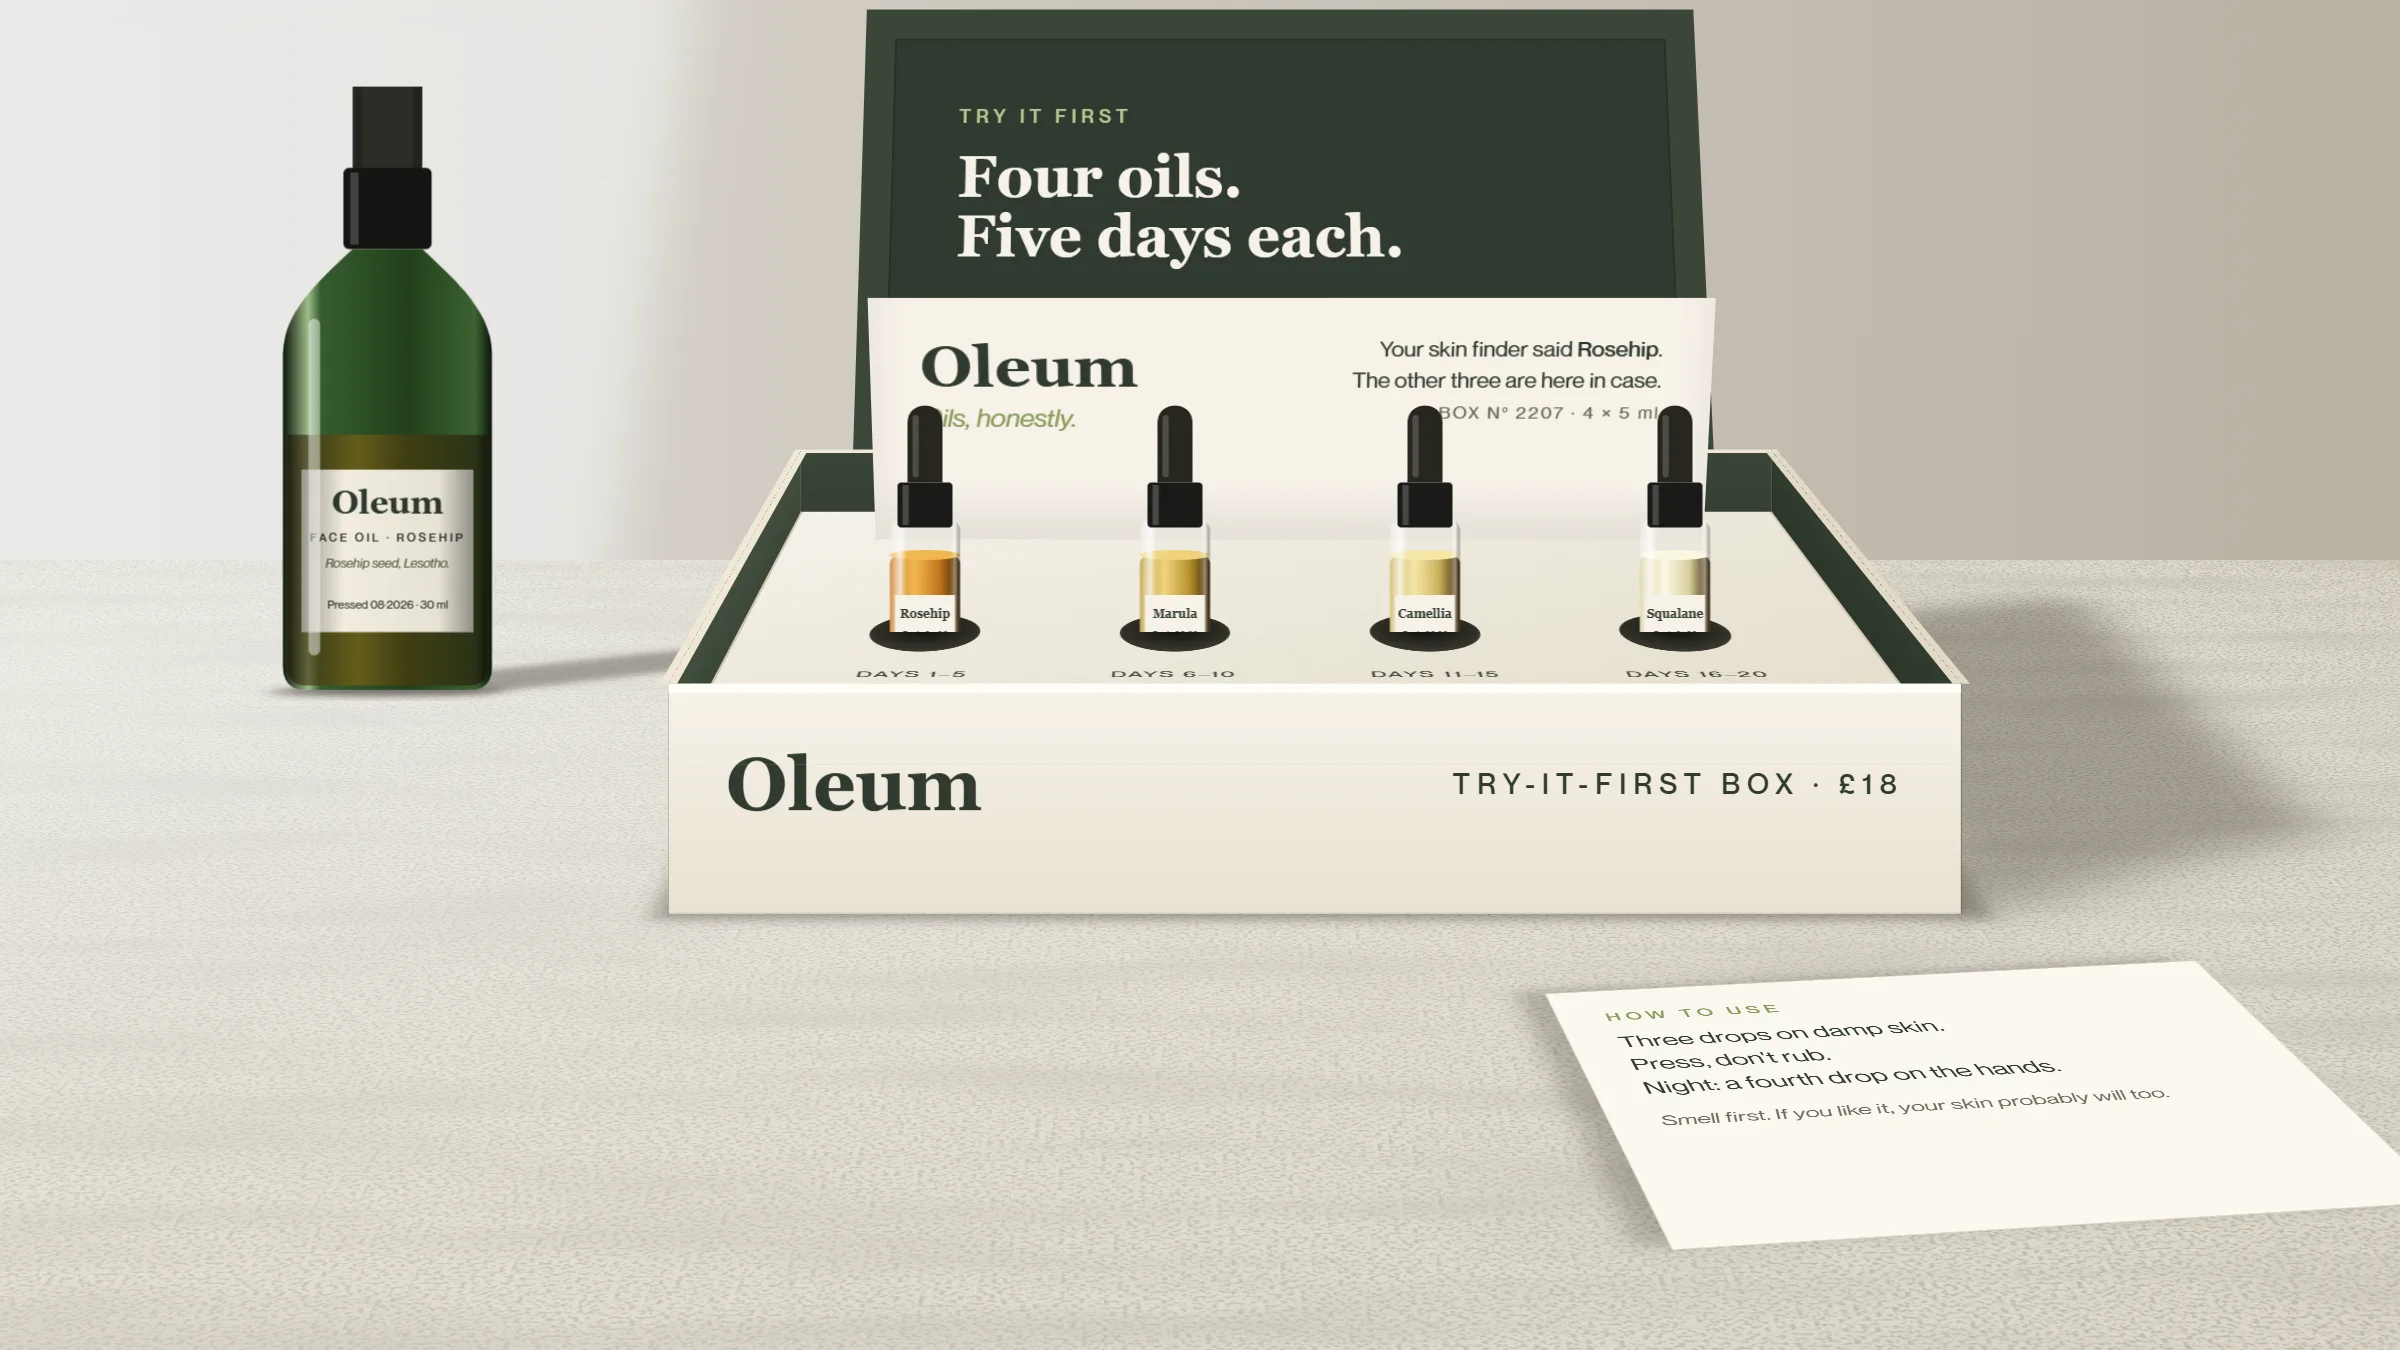 TRY IT FIRST
Four oils.
Five days each.
Oleum
ils, honestly.
Your skin finder said Rosehip.
The other three are here in case.
BOX Nº 2207 · 4 × 5 ml
Oleum
FACE OIL · ROSEHIP
Rosehip seed, Lesotho.
Pressed 08·2026 · 30 ml
Rosehip
Marula
Camellia
Squalane
DAYS 1–5
DAYS 6–10
DAYS 11–15
DAYS 16–20
Oleum
TRY-IT-FIRST BOX · £18
HOW TO USE
Three drops on damp skin.
Press, don't rub.
Night: a fourth drop on the hands.
Smell first. If you like it, your skin probably will too.